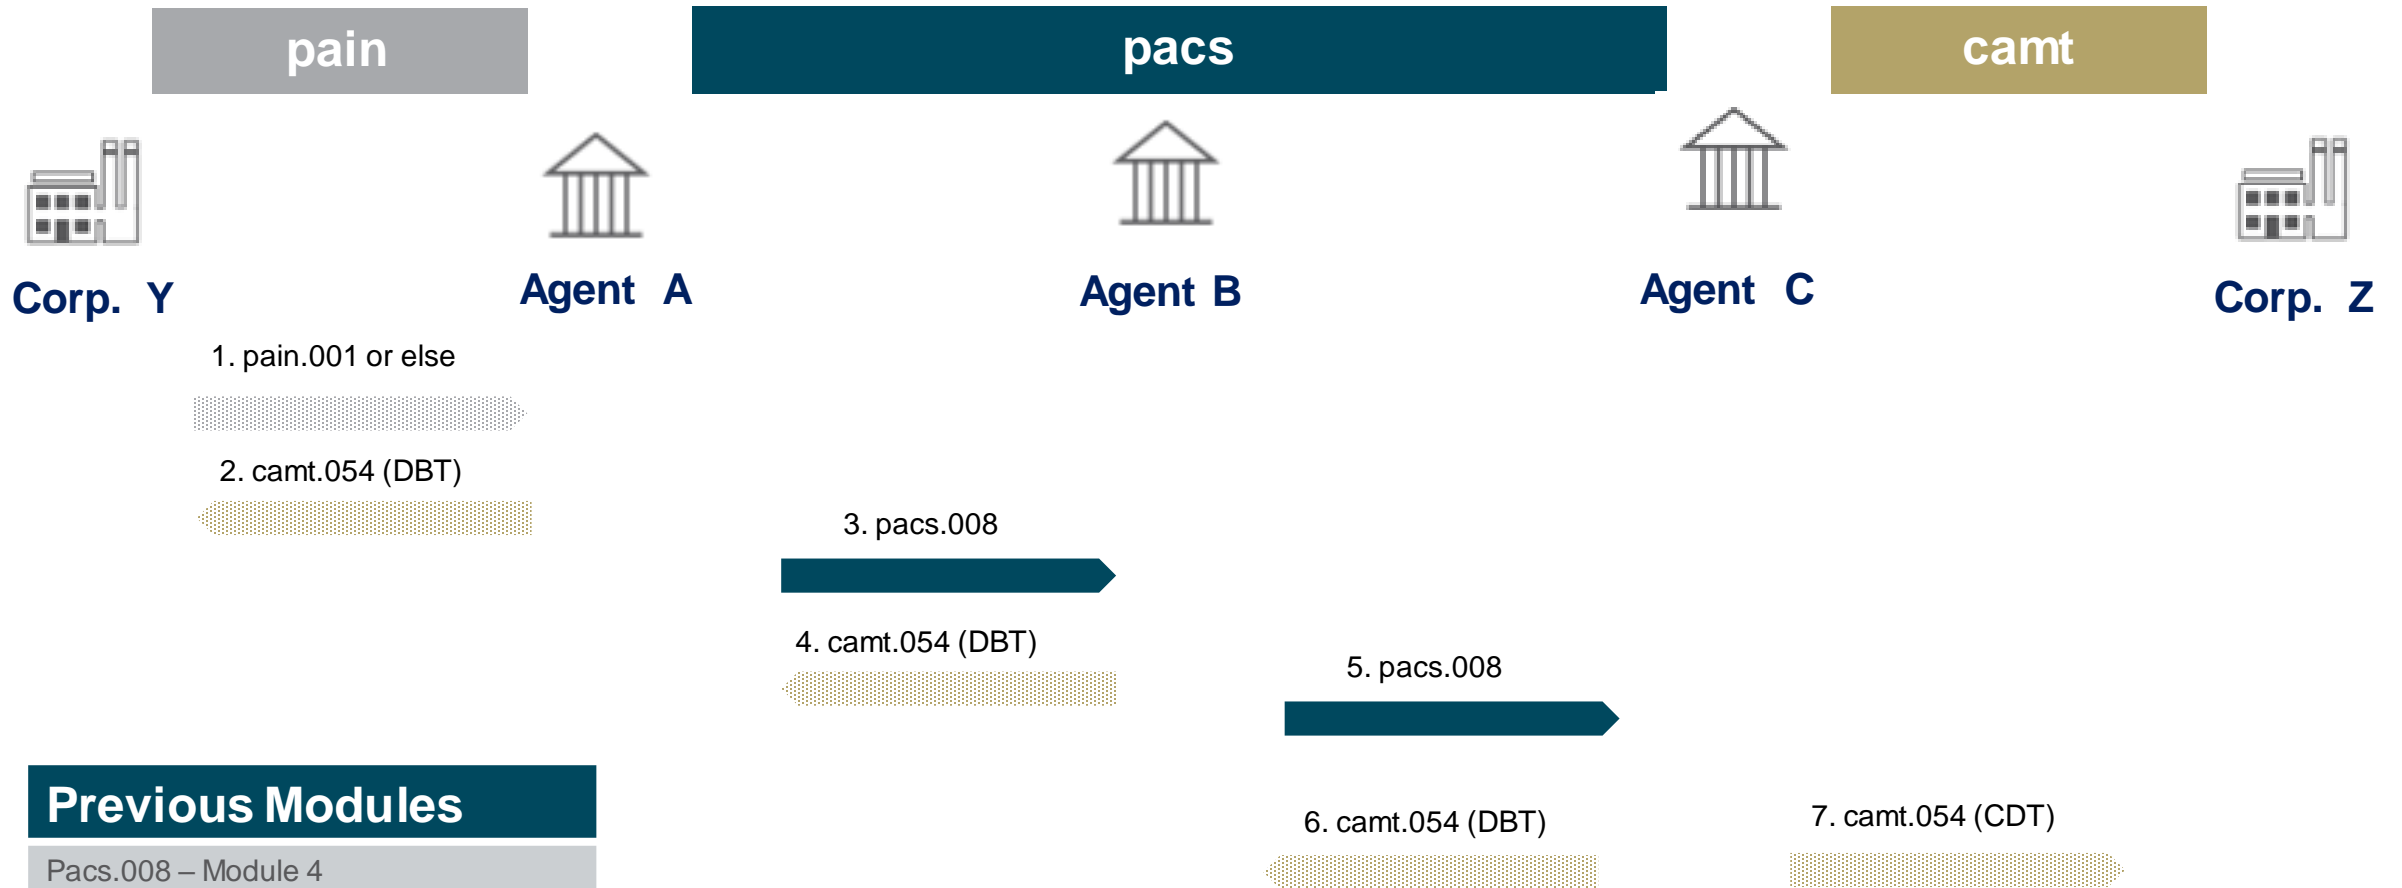 pain
pacs
camt
Corp. Y
Agent A
Agent B
Agent C
Corp. Z
1. pain.001 or else
2. camt.054 (DBT)
3. pacs.008
4. camt.054 (DBT)
5. pacs.008
6. camt.054 (DBT)
7. camt.054 (CDT)
Previous Modules
Pacs.008 – Module 4